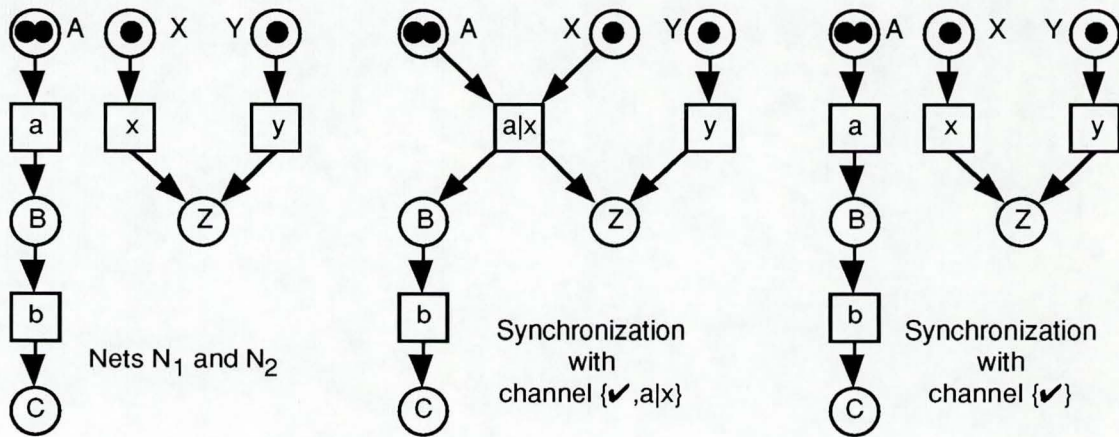 A X Y
a x y
B Z
b
C
Nets N₁ and N₂
A X Y
a|x y
B Z
b
C
Synchronization
with
channel {✔,a|x}
A X Y
a x y
B Z
b
C
Synchronization
with
channel {✔}